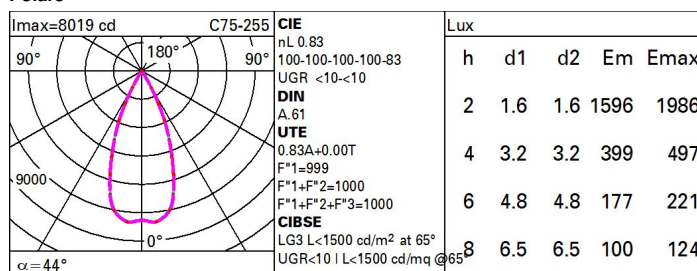 Imax=8019 cd C75-255
180°
90° 90°
9000
0°
α=44°
CIE
nL 0.83
100-100-100-100-83
UGR <10-<10
DIN
A.61
UTE
0.83A+0.00T
F"1=999
F"1+F"2=1000
F"1+F"2+F"3=1000
CIBSE
LG3 L<1500 cd/m² at 65°
UGR<10 | L<1500 cd/mq @65°
Lux
h d1 d2 Em Emax
2 1.6 1.6 1596 1986
4 3.2 3.2 399 497
6 4.8 4.8 177 221
8 6.5 6.5 100 124